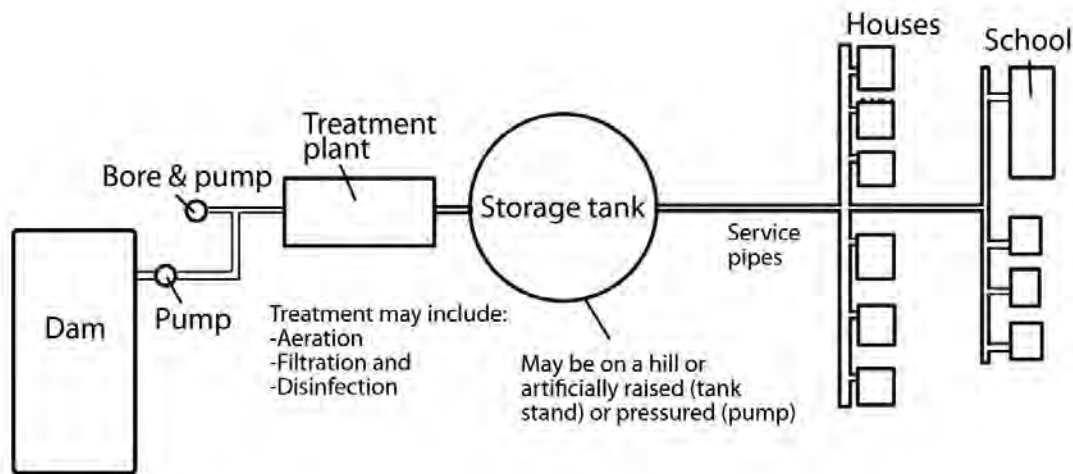 Houses
School
Treatment
plant
Bore & pump
Storage tank
Service
pipes
Dam
Pump
Treatment may include:
-Aeration
-Filtration and
-Disinfection
May be on a hill or
artificially raised (tank
stand) or pressured (pump)